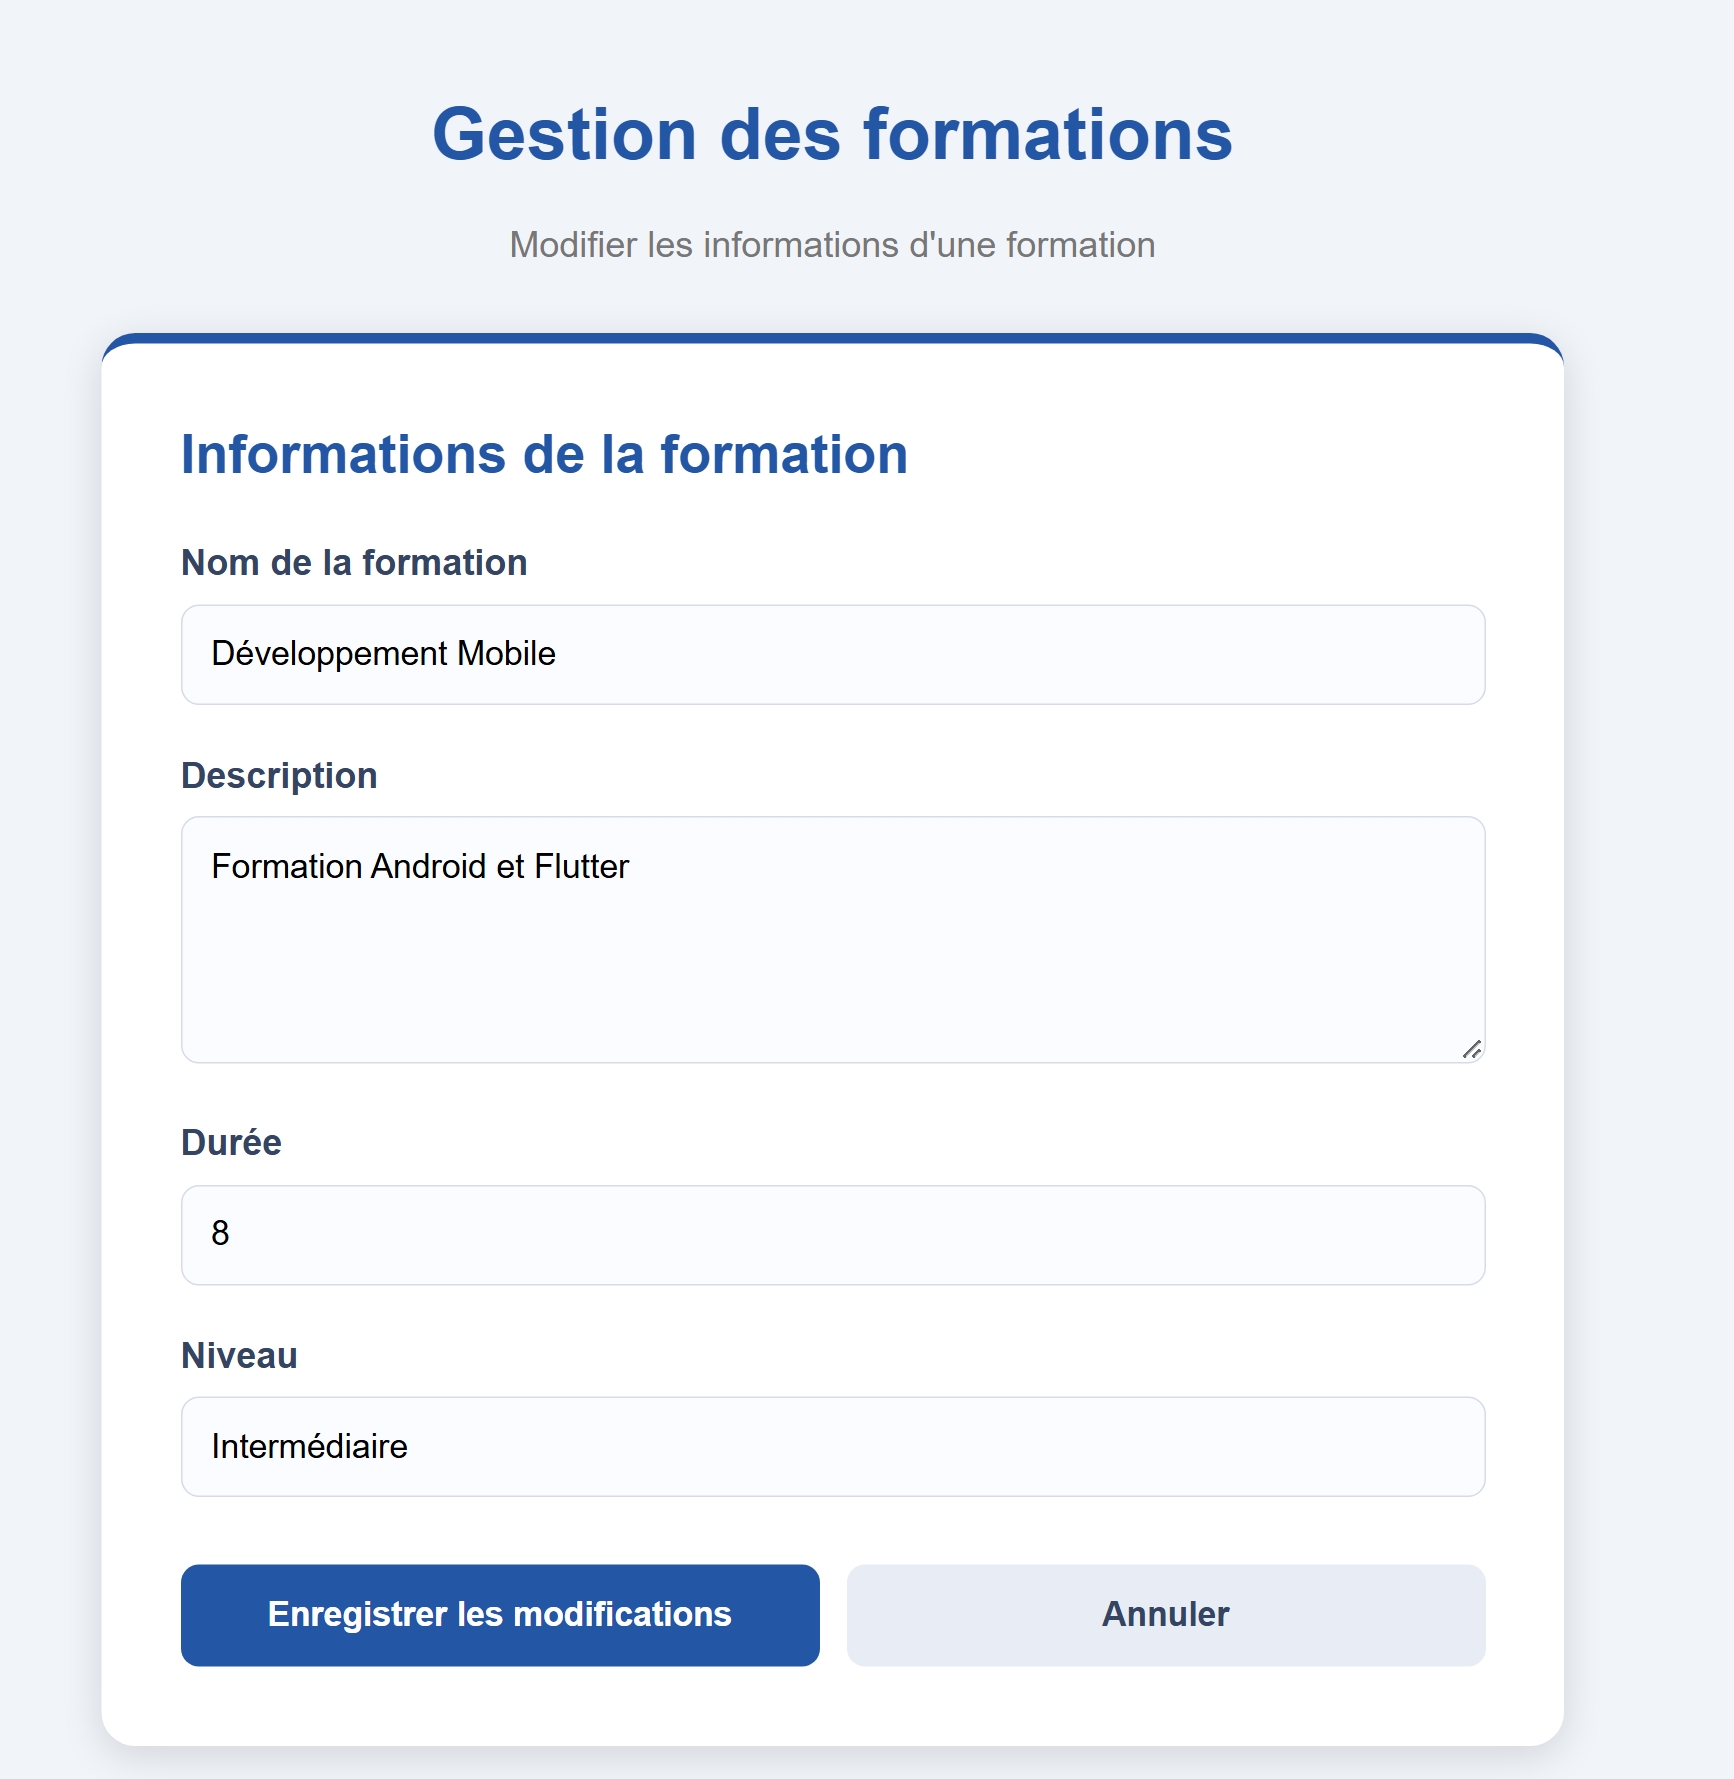 Gestion des formations
Modifier les informations d'une formation
Informations de la formation
Nom de la formation
Développement Mobile
Description
Formation Android et Flutter
Durée
8
Niveau
Intermédiaire
Enregistrer les modifications
Annuler